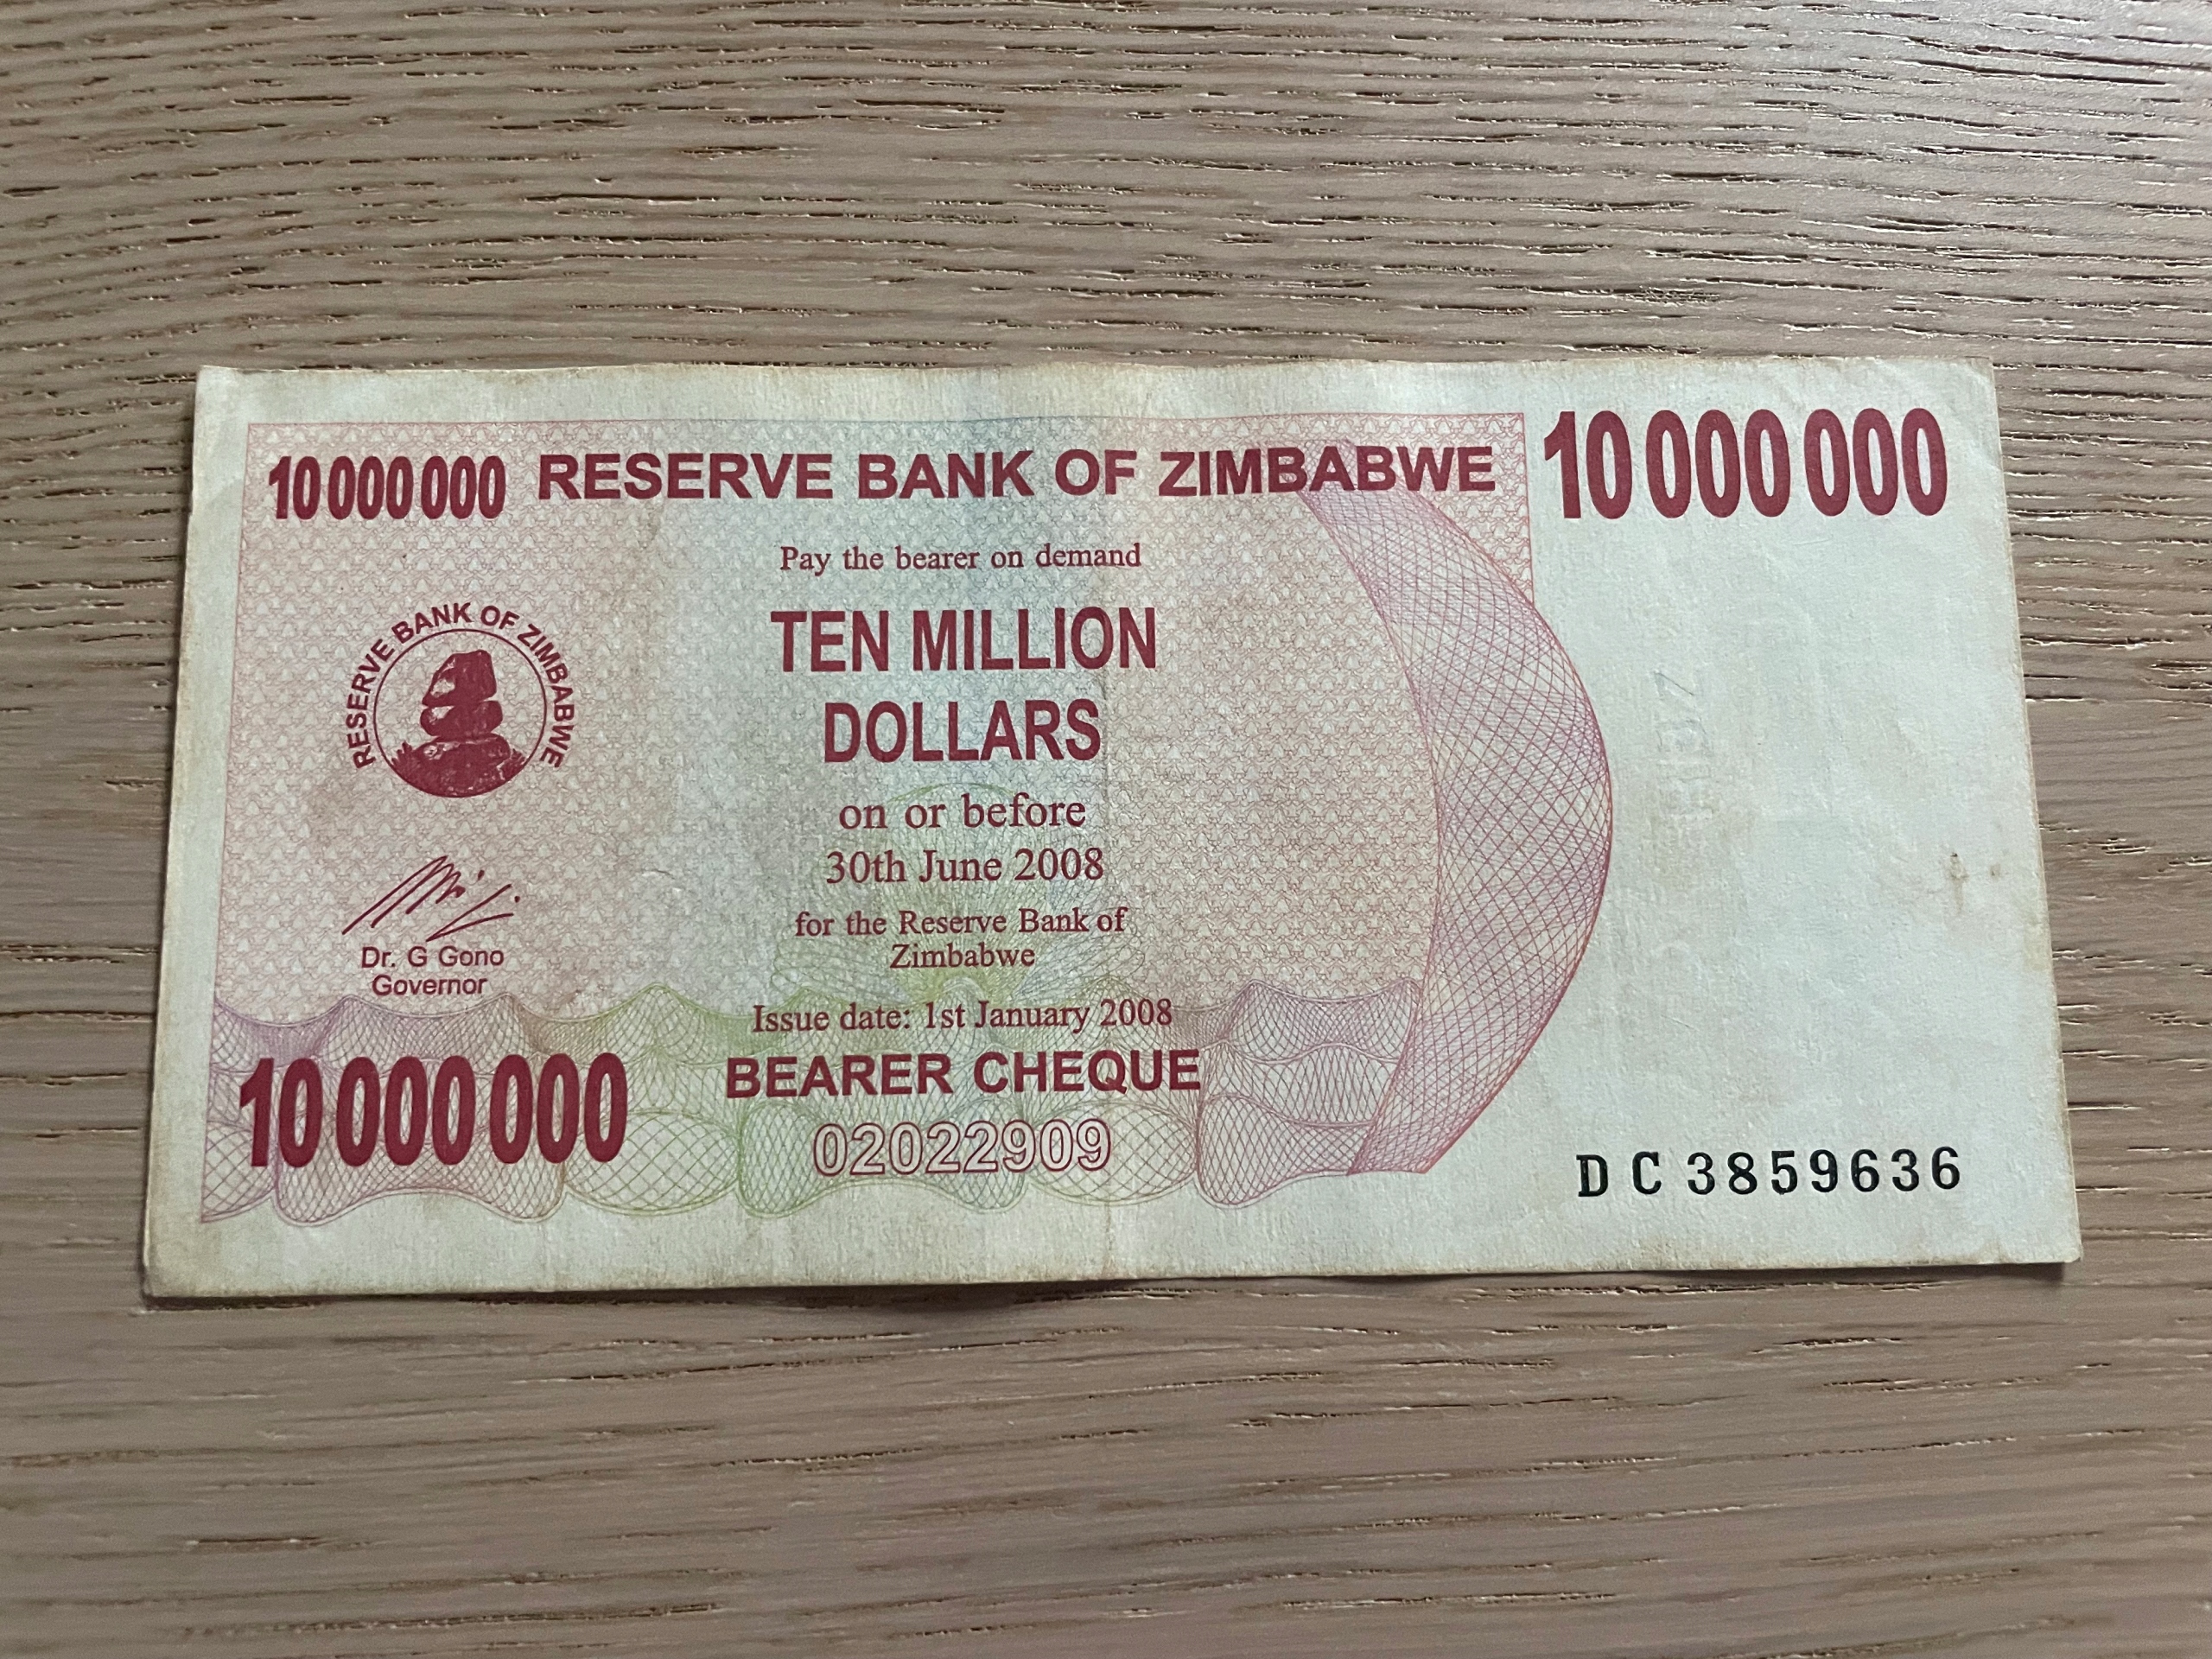 10 000 000 RESERVE BANK OF ZIMBABWE 10 000 000
Pay the bearer on demand
TEN MILLION
DOLLARS
on or before
30th June 2008
for the Reserve Bank of
Zimbabwe
Issue date: 1st January 2008
BEARER CHEQUE
02022909
RESERVE BANK OF ZIMBABWE
Dr. G Gono
Governor
10 000 000
DC3859636